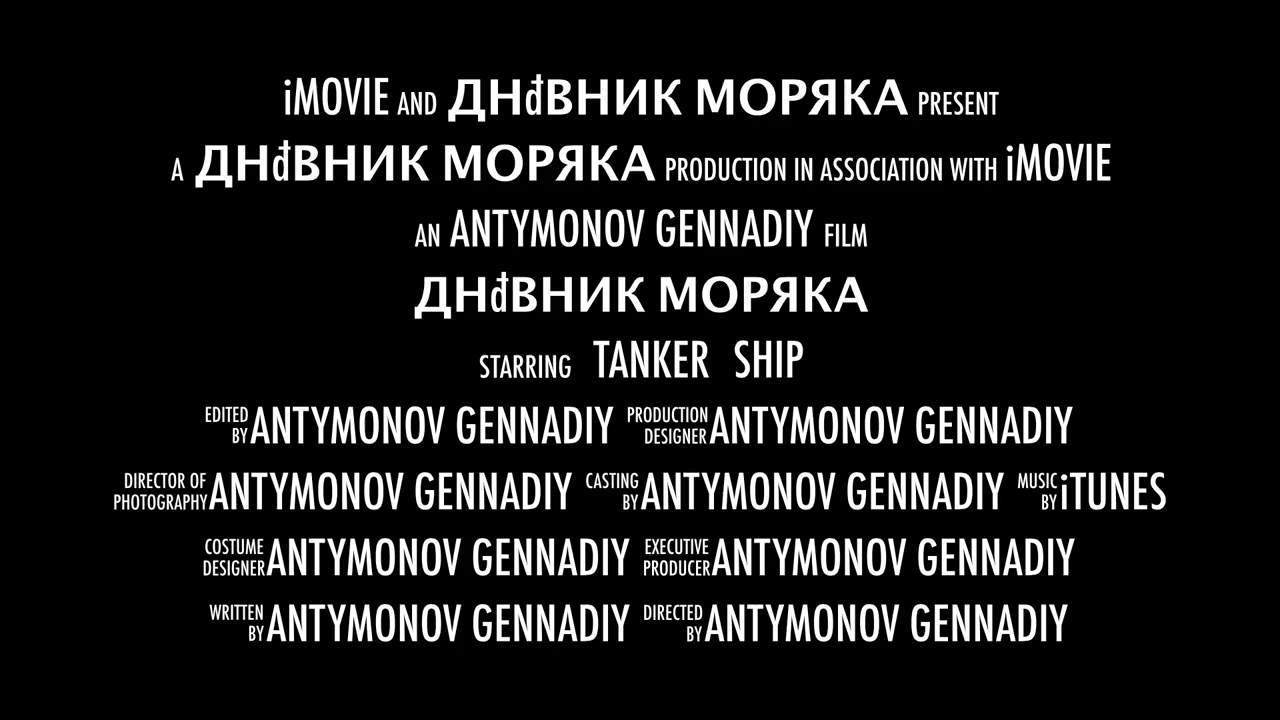 iMOVIE AND ДНđВНИК МОРЯКА PRESENT
A ДНđВНИК МОРЯКА PRODUCTION IN ASSOCIATION WITH iMOVIE
AN ANTYMONOV GENNADIY FILM
ДНđВНИК МОРЯКА
STARRING TANKER SHIP
EDITED BY ANTYMONOV GENNADIY PRODUCTION DESIGNER ANTYMONOV GENNADIY
DIRECTOR OF PHOTOGRAPHY ANTYMONOV GENNADIY CASTING BY ANTYMONOV GENNADIY MUSIC BY iTUNES
COSTUME DESIGNER ANTYMONOV GENNADIY EXECUTIVE PRODUCER ANTYMONOV GENNADIY
WRITTEN BY ANTYMONOV GENNADIY DIRECTED BY ANTYMONOV GENNADIY